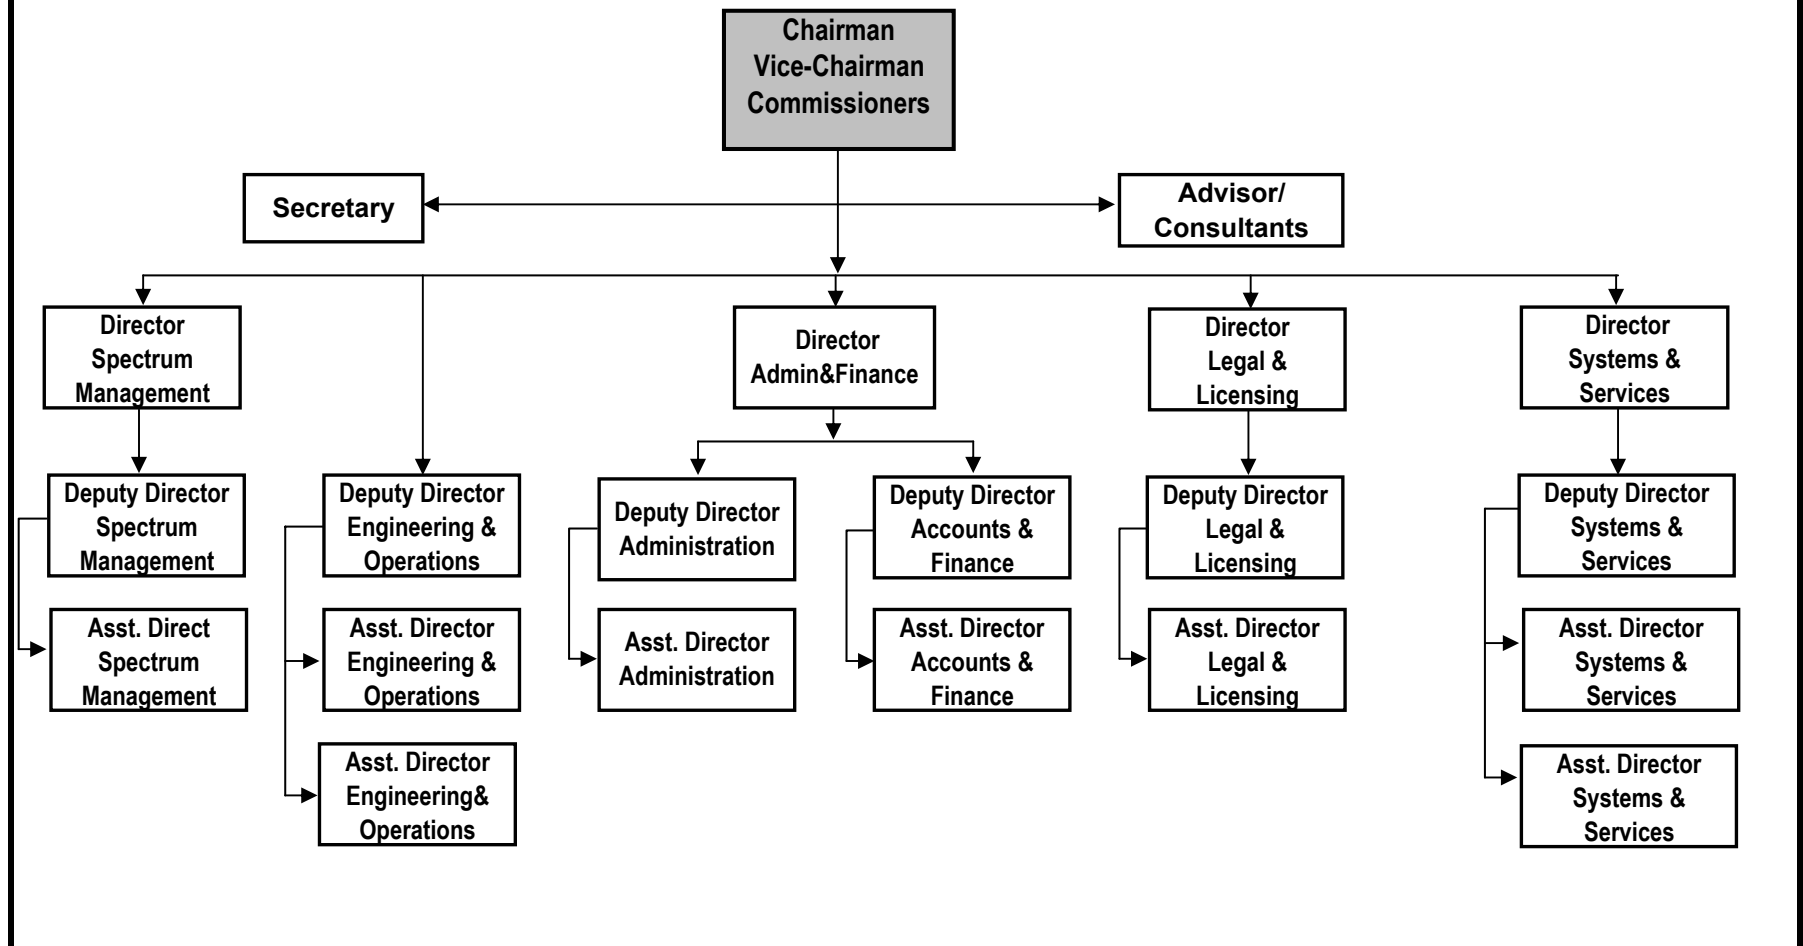 Chairman
Vice-Chairman
Commissioners
Secretary
Advisor/
Consultants
Director
Spectrum
Management
Director
Admin&Finance
Director
Legal &
Licensing
Director
Systems &
Services
Deputy Director
Spectrum
Management
Deputy Director
Engineering &
Operations
Deputy Director
Administration
Deputy Director
Accounts &
Finance
Deputy Director
Legal &
Licensing
Deputy Director
Systems &
Services
Asst. Direct
Spectrum
Management
Asst. Director
Engineering &
Operations
Asst. Director
Administration
Asst. Director
Accounts &
Finance
Asst. Director
Legal &
Licensing
Asst. Director
Systems &
Services
Asst. Director
Engineering&
Operations
Asst. Director
Systems &
Services